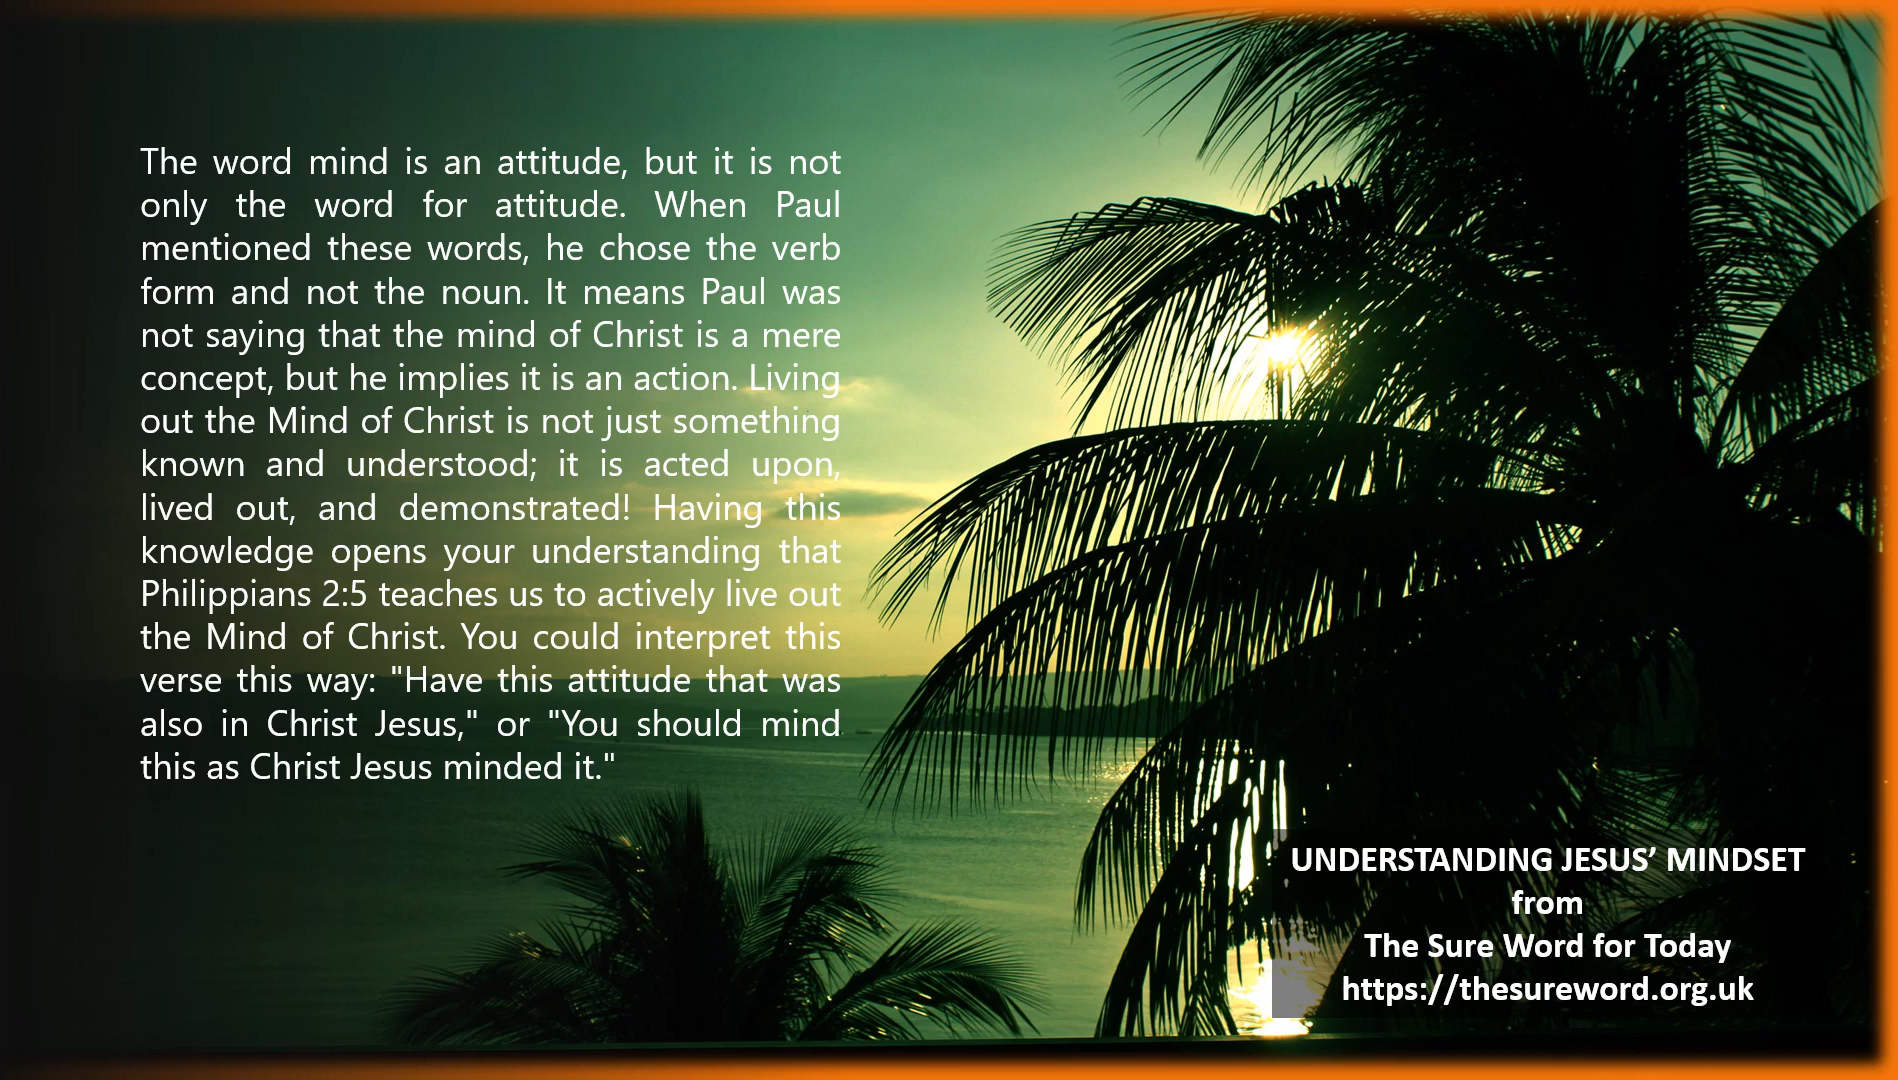 The word mind is an attitude, but it is not
only the word for attitude. When Paul
mentioned these words, he chose the verb
form and not the noun. It means Paul was
not saying that the mind of Christ is a mere
concept, but he implies it is an action. Living
out the Mind of Christ is not just something
known and understood; it is acted upon,
lived out, and demonstrated! Having this
knowledge opens your understanding that
Philippians 2:5 teaches us to actively live out
the Mind of Christ. You could interpret this
verse this way: "Have this attitude that was
also in Christ Jesus," or "You should mind
this as Christ Jesus minded it."
UNDERSTANDING JESUS’ MINDSET
from
The Sure Word for Today
https://thesureword.org.uk